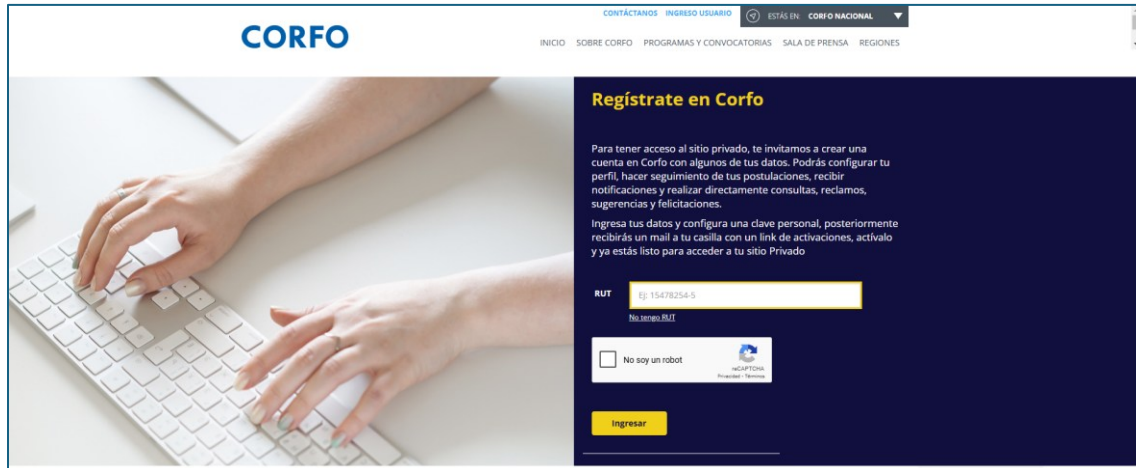 CONTÁCTANOS INGRESO USUARIO ESTÁS EN: CORFO NACIONAL
CORFO
INICIO SOBRE CORFO PROGRAMAS Y CONVOCATORIAS SALA DE PRENSA REGIONES
Regístrate en Corfo
Para tener acceso al sitio privado, te invitamos a crear una
cuenta en Corfo con algunos de tus datos. Podrás configurar tu
perfil, hacer seguimiento de tus postulaciones, recibir
notificaciones y realizar directamente consultas, reclamos,
sugerencias y felicitaciones.
Ingresa tus datos y configura una clave personal, posteriormente
recibirás un mail a tu casilla con un link de activaciones, actívalo
y ya estás listo para acceder a tu sitio Privado
RUT Ej: 15478254-5
No tengo RUT
No soy un robot
reCAPTCHA
Privacidad - Términos
Ingresar